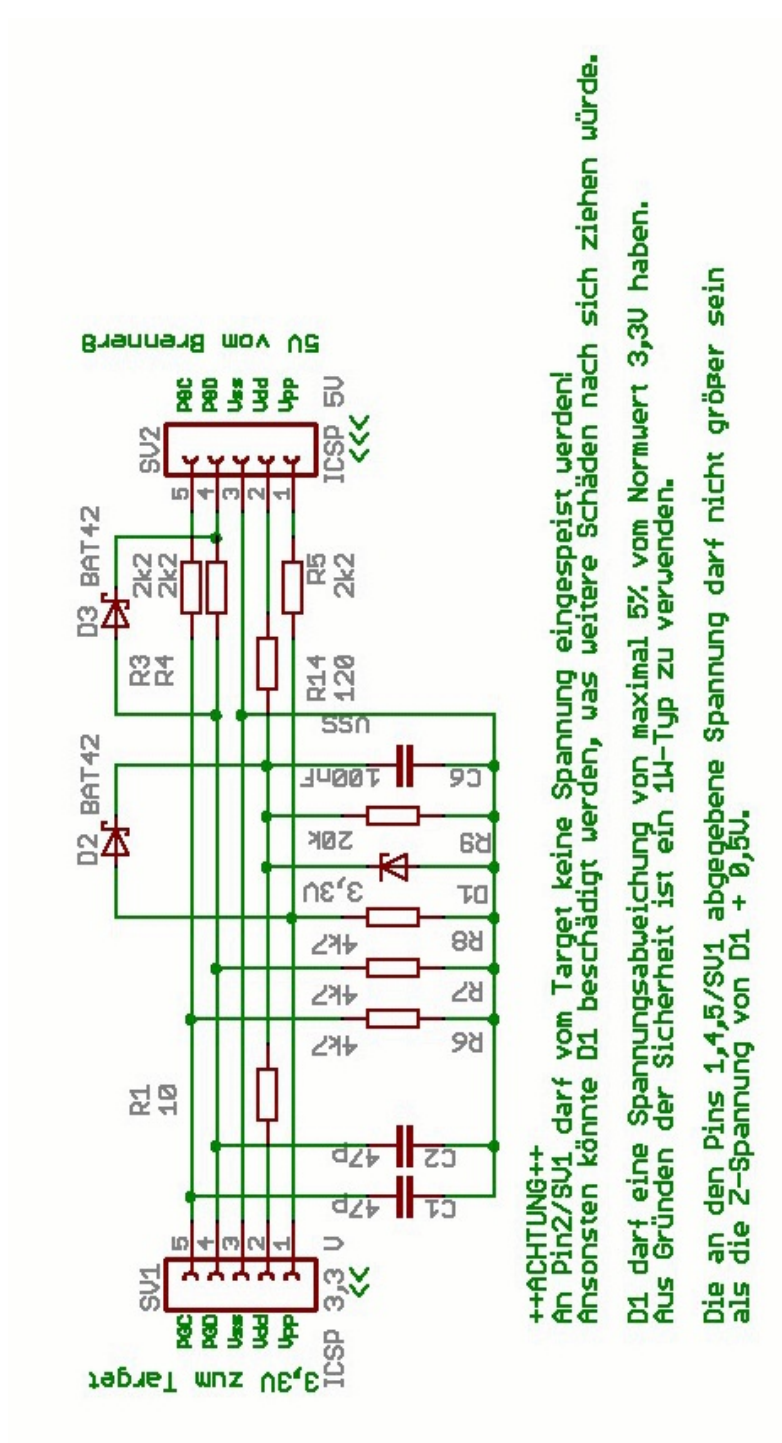 5V vom Brenner8
PGC
PGD
Vss
Vdd
Vpp
SV2
ICSP 5V
<<<
5
4
3
2
1
D3 BAT42
2k2
2k2
R3
R4
R5
2k2
R14
120
VSS
D2 BAT42
100nF
C6
20k
R9
3,3V
D1
4k7
R8
4k7
R7
4k7
R6
R1
10
47p
C2
47p
C1
5
4
3
2
1
SV1
ICSP 3,3 V
<<
PGC
PGD
Vss
Vdd
Vpp
3,3V zum Target
++ACHTUNG++
An Pin2/SV1 darf vom Target keine Spannung eingespeist werden!
Ansonsten könnte D1 beschädigt werden, was weitere Schäden nach sich ziehen würde.
D1 darf eine Spannungsabweichung von maximal 5% vom Normwert 3,3V haben.
Aus Gründen der Sicherheit ist ein 1W-Typ zu verwenden.
Die an den Pins 1,4,5/SV1 abgegebene Spannung darf nicht größer sein
als die Z-Spannung von D1 + 0,5V.